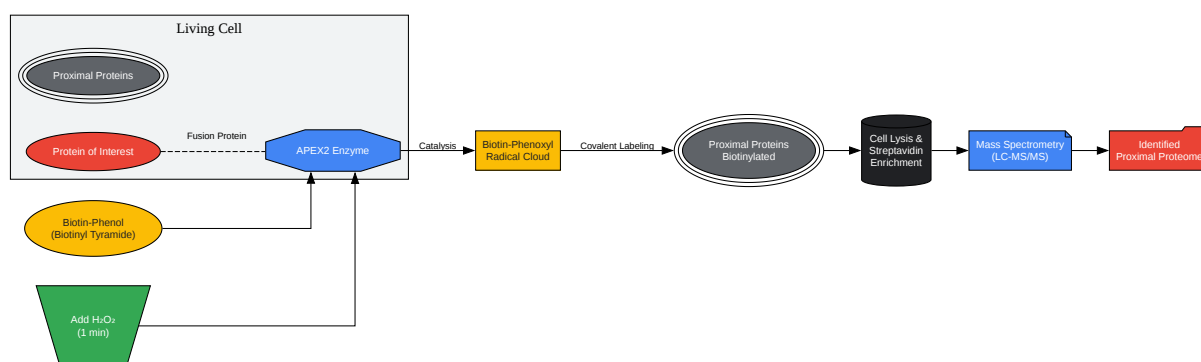 Living Cell
Proximal Proteins
Protein of Interest
Fusion Protein
APEX2 Enzyme
Catalysis
Biotin-Phenoxyl
Radical Cloud
Covalent Labeling
Proximal Proteins
Biotinylated
Cell Lysis &
Streptavidin
Enrichment
Mass Spectrometry
(LC-MS/MS)
Identified
Proximal Proteome
Biotin-Phenol
(Biotinyl Tyramide)
Add H₂O₂
(1 min)